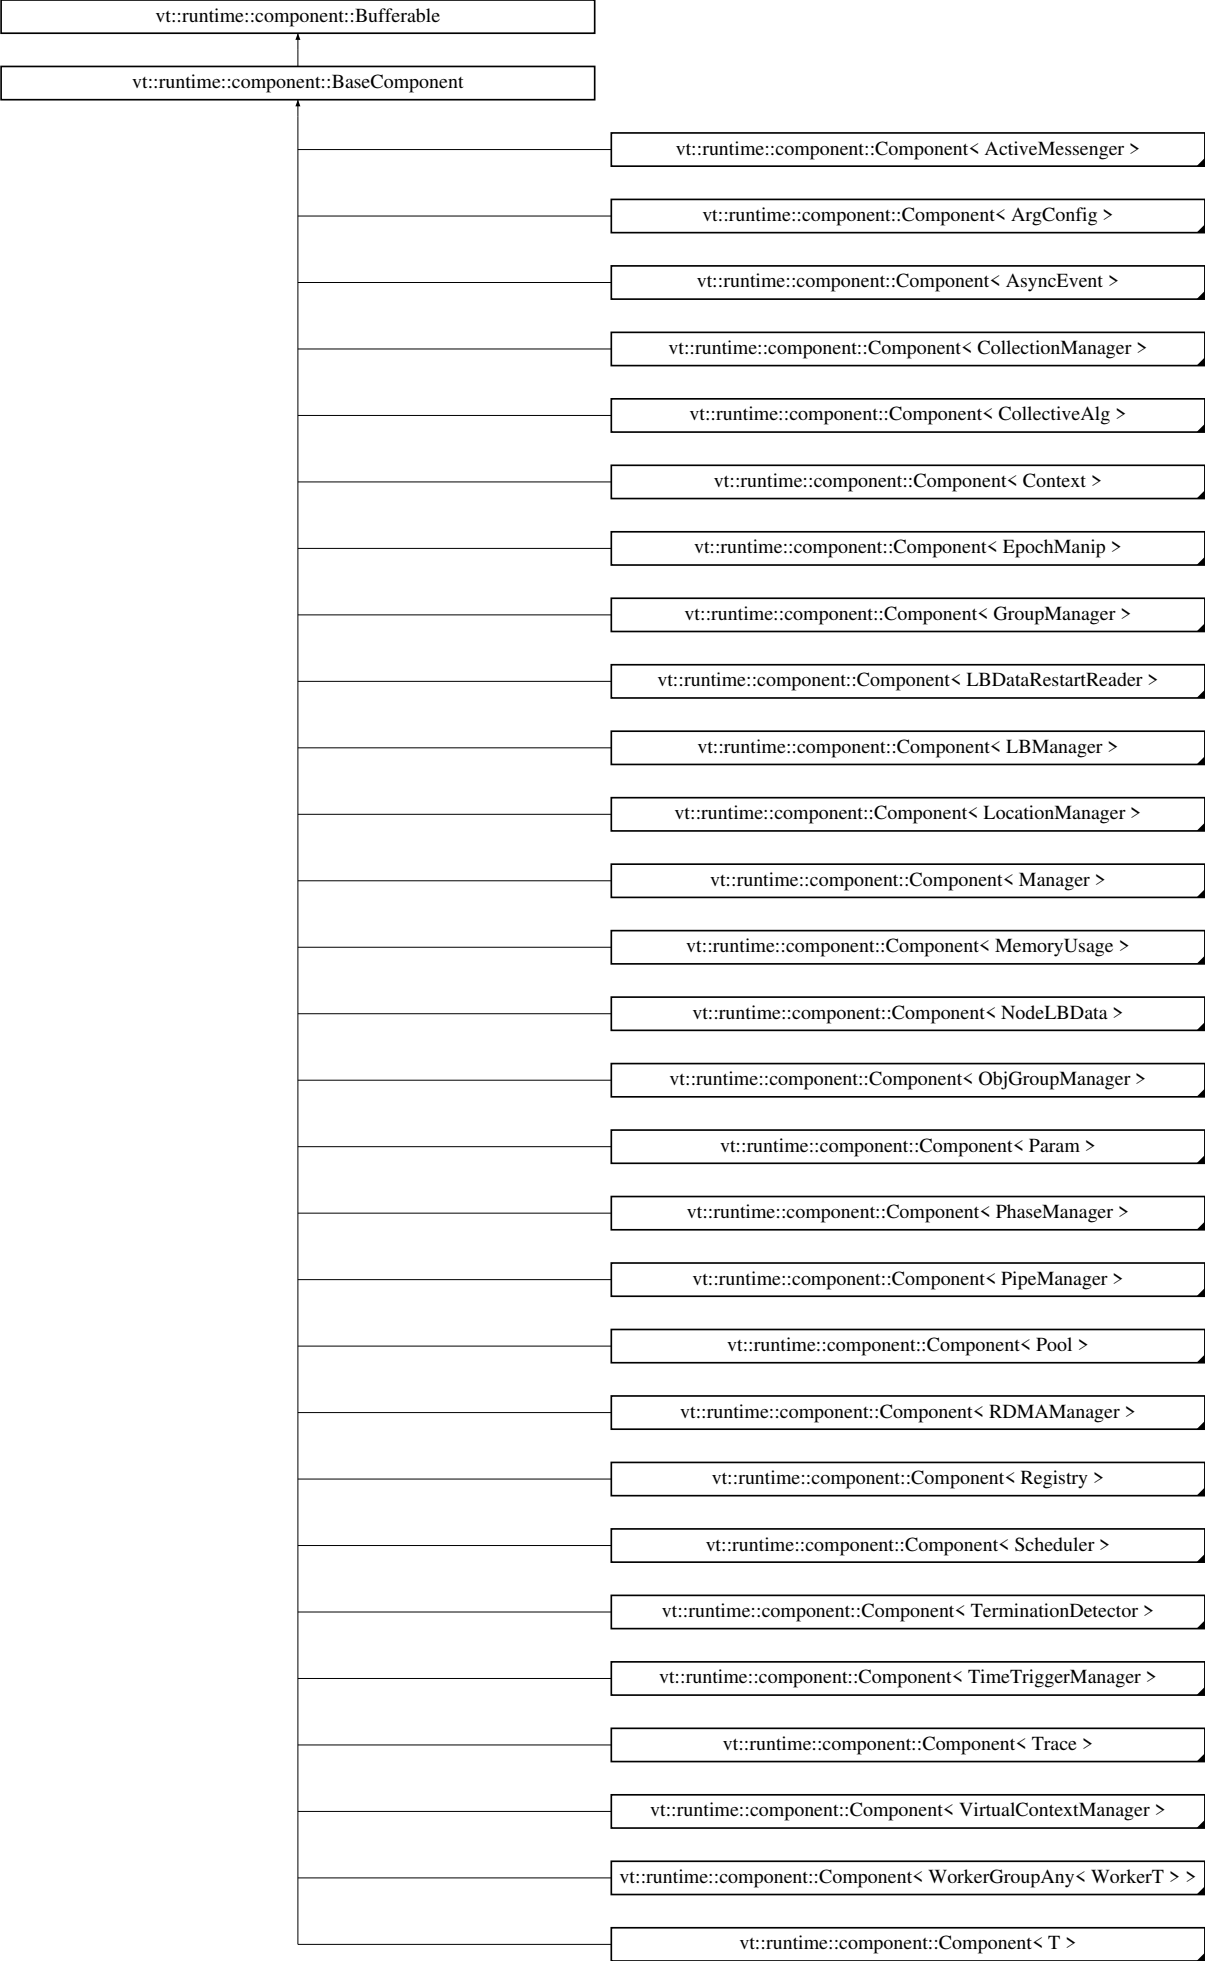 vt::runtime::component::Bufferable
vt::runtime::component::BaseComponent
vt::runtime::component::Component< ActiveMessenger >
vt::runtime::component::Component< ArgConfig >
vt::runtime::component::Component< AsyncEvent >
vt::runtime::component::Component< CollectionManager >
vt::runtime::component::Component< CollectiveAlg >
vt::runtime::component::Component< Context >
vt::runtime::component::Component< EpochManip >
vt::runtime::component::Component< GroupManager >
vt::runtime::component::Component< LBDataRestartReader >
vt::runtime::component::Component< LBManager >
vt::runtime::component::Component< LocationManager >
vt::runtime::component::Component< Manager >
vt::runtime::component::Component< MemoryUsage >
vt::runtime::component::Component< NodeLBData >
vt::runtime::component::Component< ObjGroupManager >
vt::runtime::component::Component< Param >
vt::runtime::component::Component< PhaseManager >
vt::runtime::component::Component< PipeManager >
vt::runtime::component::Component< Pool >
vt::runtime::component::Component< RDMAManager >
vt::runtime::component::Component< Registry >
vt::runtime::component::Component< Scheduler >
vt::runtime::component::Component< TerminationDetector >
vt::runtime::component::Component< TimeTriggerManager >
vt::runtime::component::Component< Trace >
vt::runtime::component::Component< VirtualContextManager >
vt::runtime::component::Component< WorkerGroupAny< WorkerT > >
vt::runtime::component::Component< T >